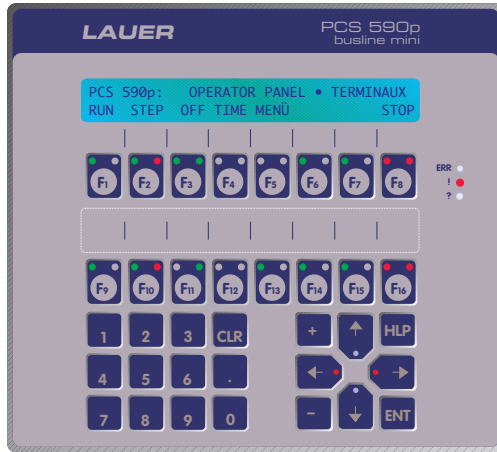 LAUER PCS 590p
busline mini
PCS 590p: OPERATOR PANEL • TERMINAUX
RUN STEP OFF TIME MENÜ STOP
F1 F2 F3 F4 F5 F6 F7 F8
ERR
!
?
F9 F10 F11 F12 F13 F14 F15 F16
1 2 3 CLR + ↑ HLP
4 5 6 . ← →
7 8 9 0 - ↓ ENT